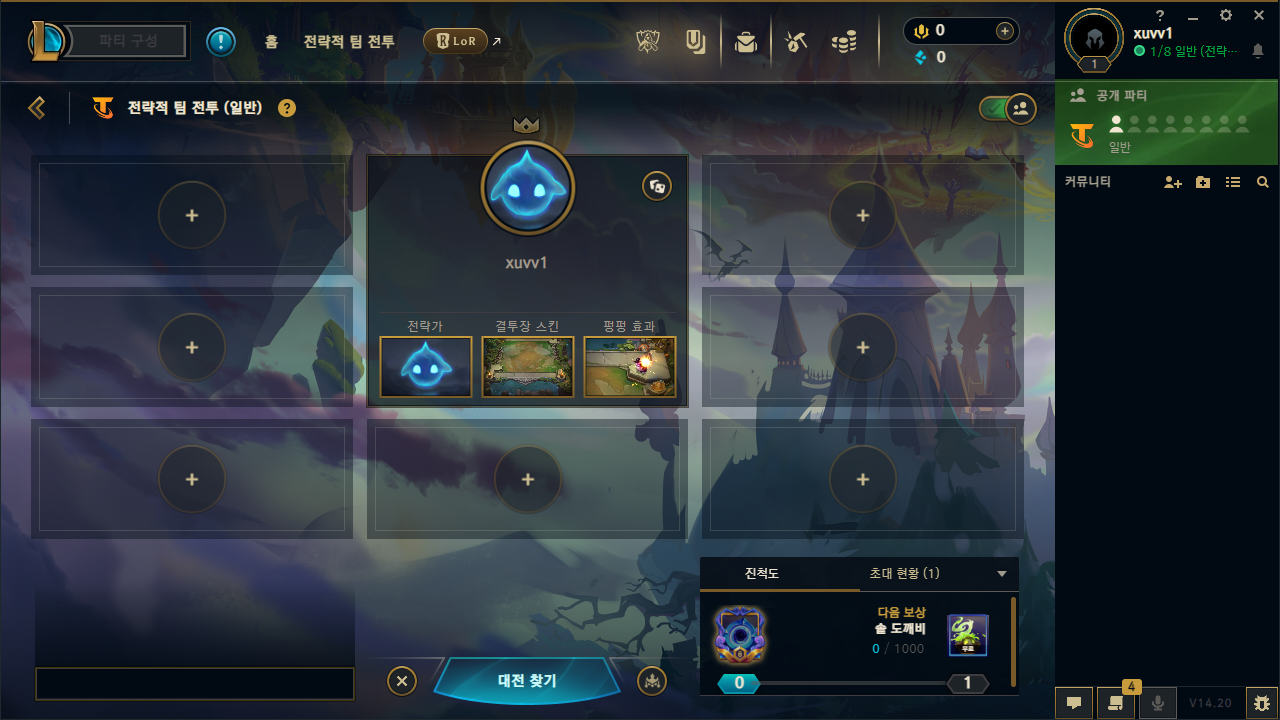 파티 구성
홈
전략적 팀 전투
LoR
0
0
?
xuvv1
1/8 일반 (전략…
1
전략적 팀 전투 (일반)
?
공개 파티
일반
커뮤니티
xuvv1
전략가
결투장 스킨
펑펑 효과
진척도
초대 현황 (1)
다음 보상
솥 도깨비
0 / 1000
무료
0
1
대전 찾기
4
V14.20